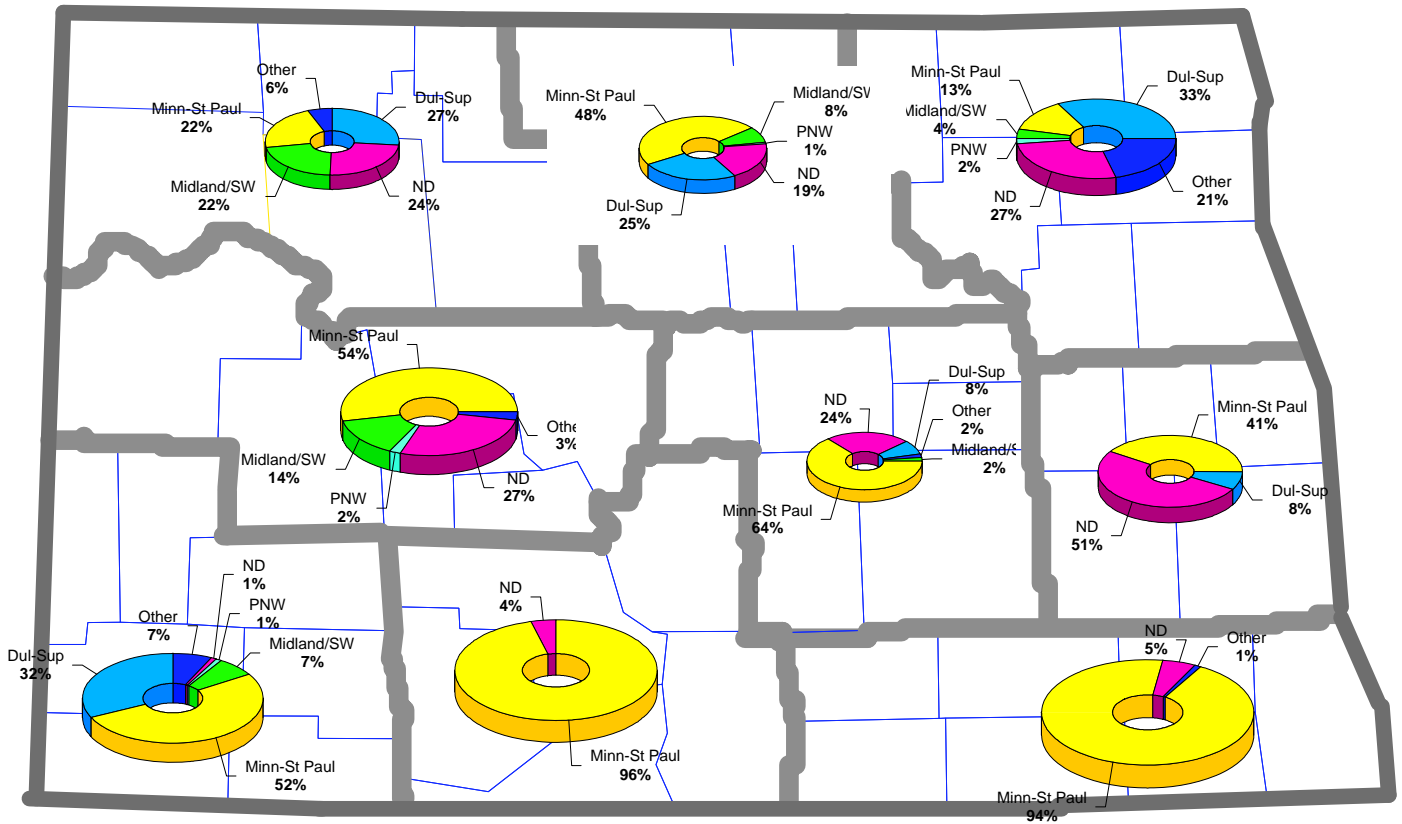 Other
6%
Minn-St Paul
22%
Dul-Sup
27%
Midland/SW
22%
ND
24%
Minn-St Paul
48%
Midland/SW
8%
PNW
1%
ND
19%
Dul-Sup
25%
Minn-St Paul
13%
Dul-Sup
33%
Midland/SW
4%
PNW
2%
ND
27%
Other
21%
Minn-St Paul
54%
Othe
3%
Midland/SW
14%
PNW
2%
ND
27%
ND
24%
Dul-Sup
8%
Other
2%
Midland/S
2%
Minn-St Paul
64%
Minn-St Paul
41%
Dul-Sup
8%
ND
51%
ND
1%
PNW
1%
Other
7%
Midland/SW
7%
Dul-Sup
32%
Minn-St Paul
52%
ND
4%
Minn-St Paul
96%
ND
5%
Other
1%
Minn-St Paul
94%